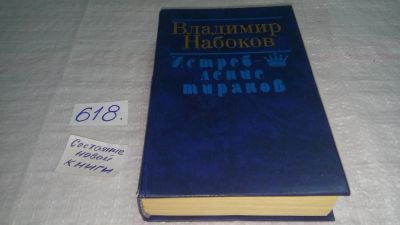 Владимир
Набоков
Истреб-
ление
тиранов
618.
Состояние
новой
книги